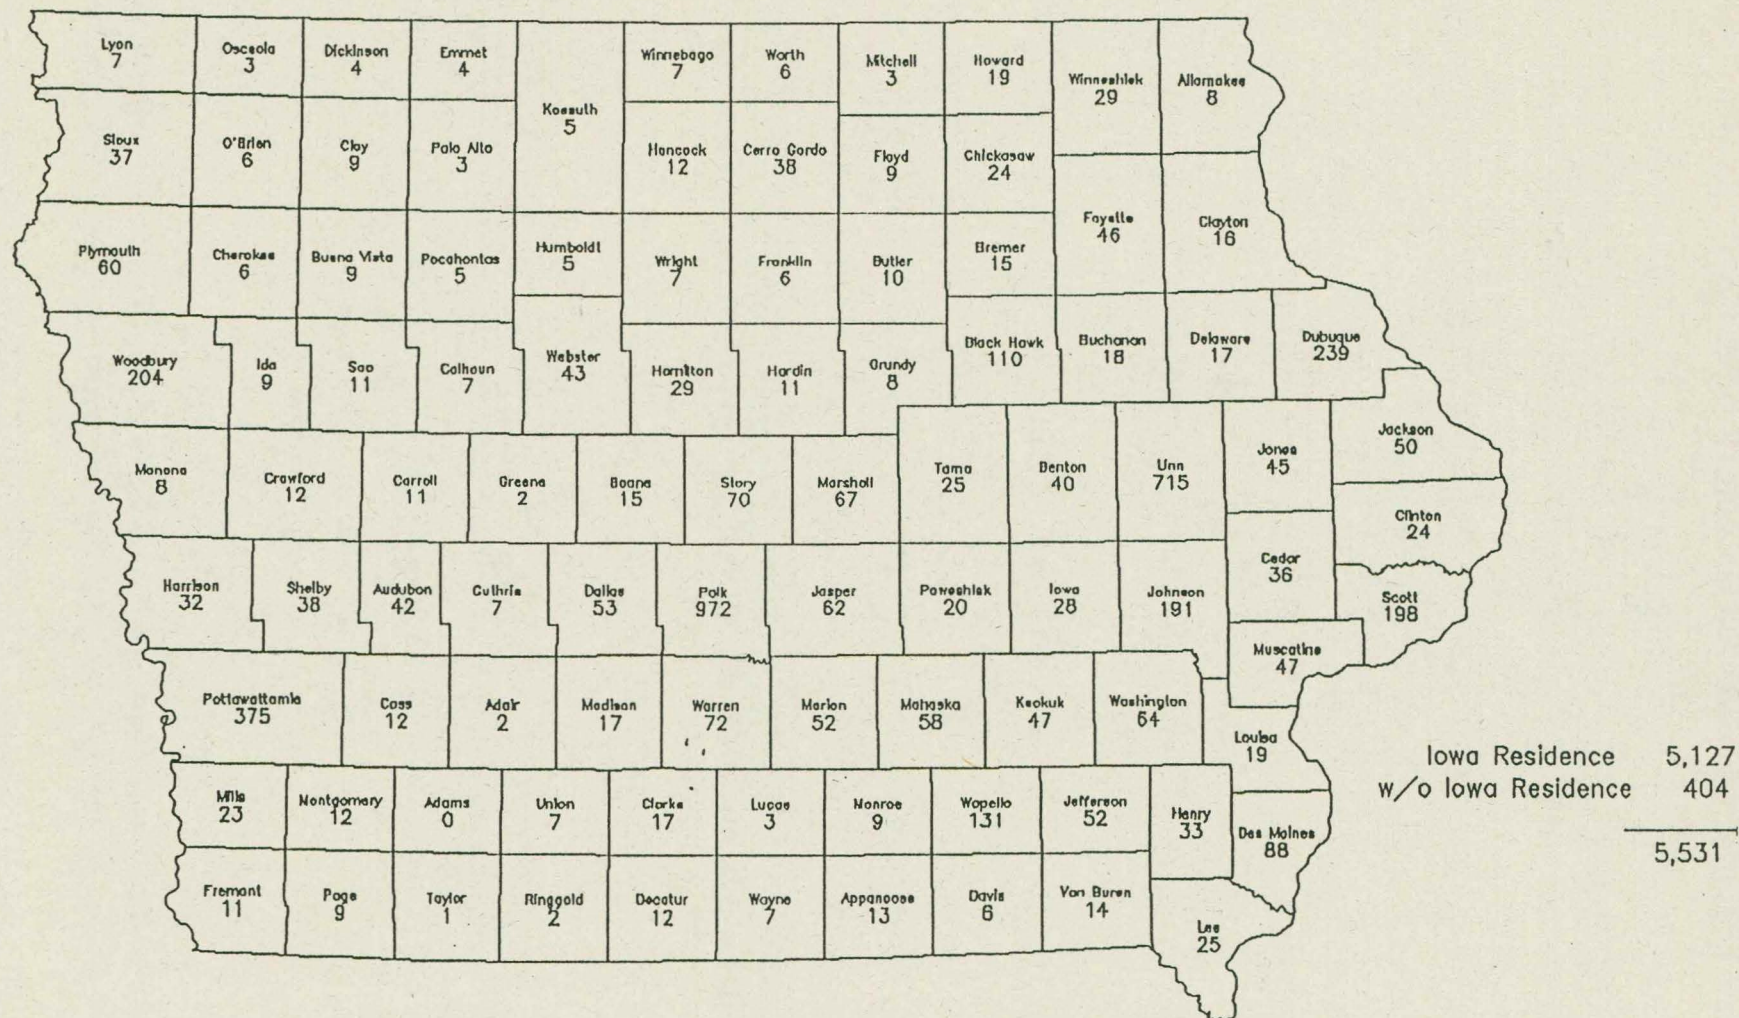 Lyon
7
Osceola
3
Dickinson
4
Emmet
4
Kossuth
5
Winnebago
7
Worth
6
Mitchell
3
Howard
19
Winneshiek
29
Allamakee
8
Sioux
37
O'Brien
6
Clay
9
Palo Alto
3
Hancock
12
Cerro Gordo
38
Floyd
9
Chickasaw
24
Fayette
46
Clayton
16
Plymouth
60
Cherokee
6
Buena Vista
9
Pocahontas
5
Humboldt
5
Wright
7
Franklin
6
Butler
10
Bremer
15
Woodbury
204
Ida
9
Sac
11
Calhoun
7
Webster
43
Hamilton
29
Hardin
11
Grundy
8
Black Hawk
110
Buchanan
18
Delaware
17
Dubuque
239
Monona
8
Crawford
12
Carroll
11
Greene
2
Boone
15
Story
70
Marshall
67
Tama
25
Benton
40
Linn
715
Jones
45
Jackson
50
Clinton
24
Harrison
32
Shelby
38
Audubon
42
Guthrie
7
Dallas
53
Polk
972
Jasper
62
Poweshiek
20
Iowa
28
Johnson
191
Cedar
36
Scott
198
Muscatine
47
Pottawattamie
375
Cass
12
Adair
2
Madison
17
Warren
72
Marion
52
Mahaska
58
Keokuk
47
Washington
64
Louisa
19
Mills
23
Montgomery
12
Adams
0
Union
7
Clarke
17
Lucas
3
Monroe
9
Wapello
131
Jefferson
52
Henry
33
Des Moines
88
Fremont
11
Page
9
Taylor
1
Ringgold
2
Decatur
12
Wayne
7
Appanoose
13
Davis
6
Van Buren
14
Lee
25
Iowa Residence 5,127
w/o Iowa Residence 404
5,531